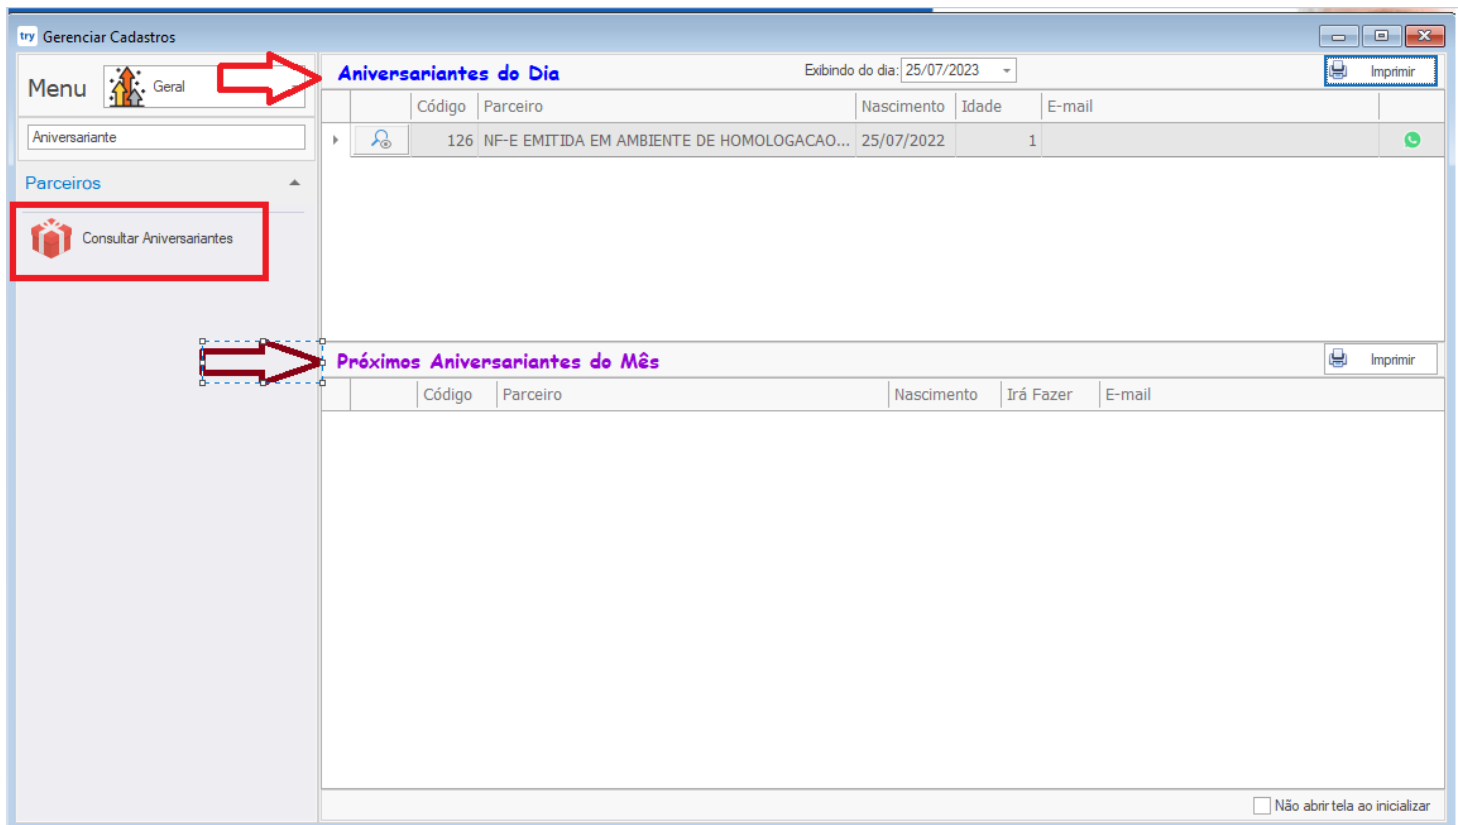 try Gerenciar Cadastros
Menu Geral
Aniversariante
Parceiros
Consultar Aniversariantes
Aniversariantes do Dia Exibindo do dia: 25/07/2023 Imprimir
Código Parceiro Nascimento Idade E-mail
126 NF-E EMITIDA EM AMBIENTE DE HOMOLOGACAO... 25/07/2022 1
Próximos Aniversariantes do Mês Imprimir
Código Parceiro Nascimento Irá Fazer E-mail
Não abrir tela ao inicializar